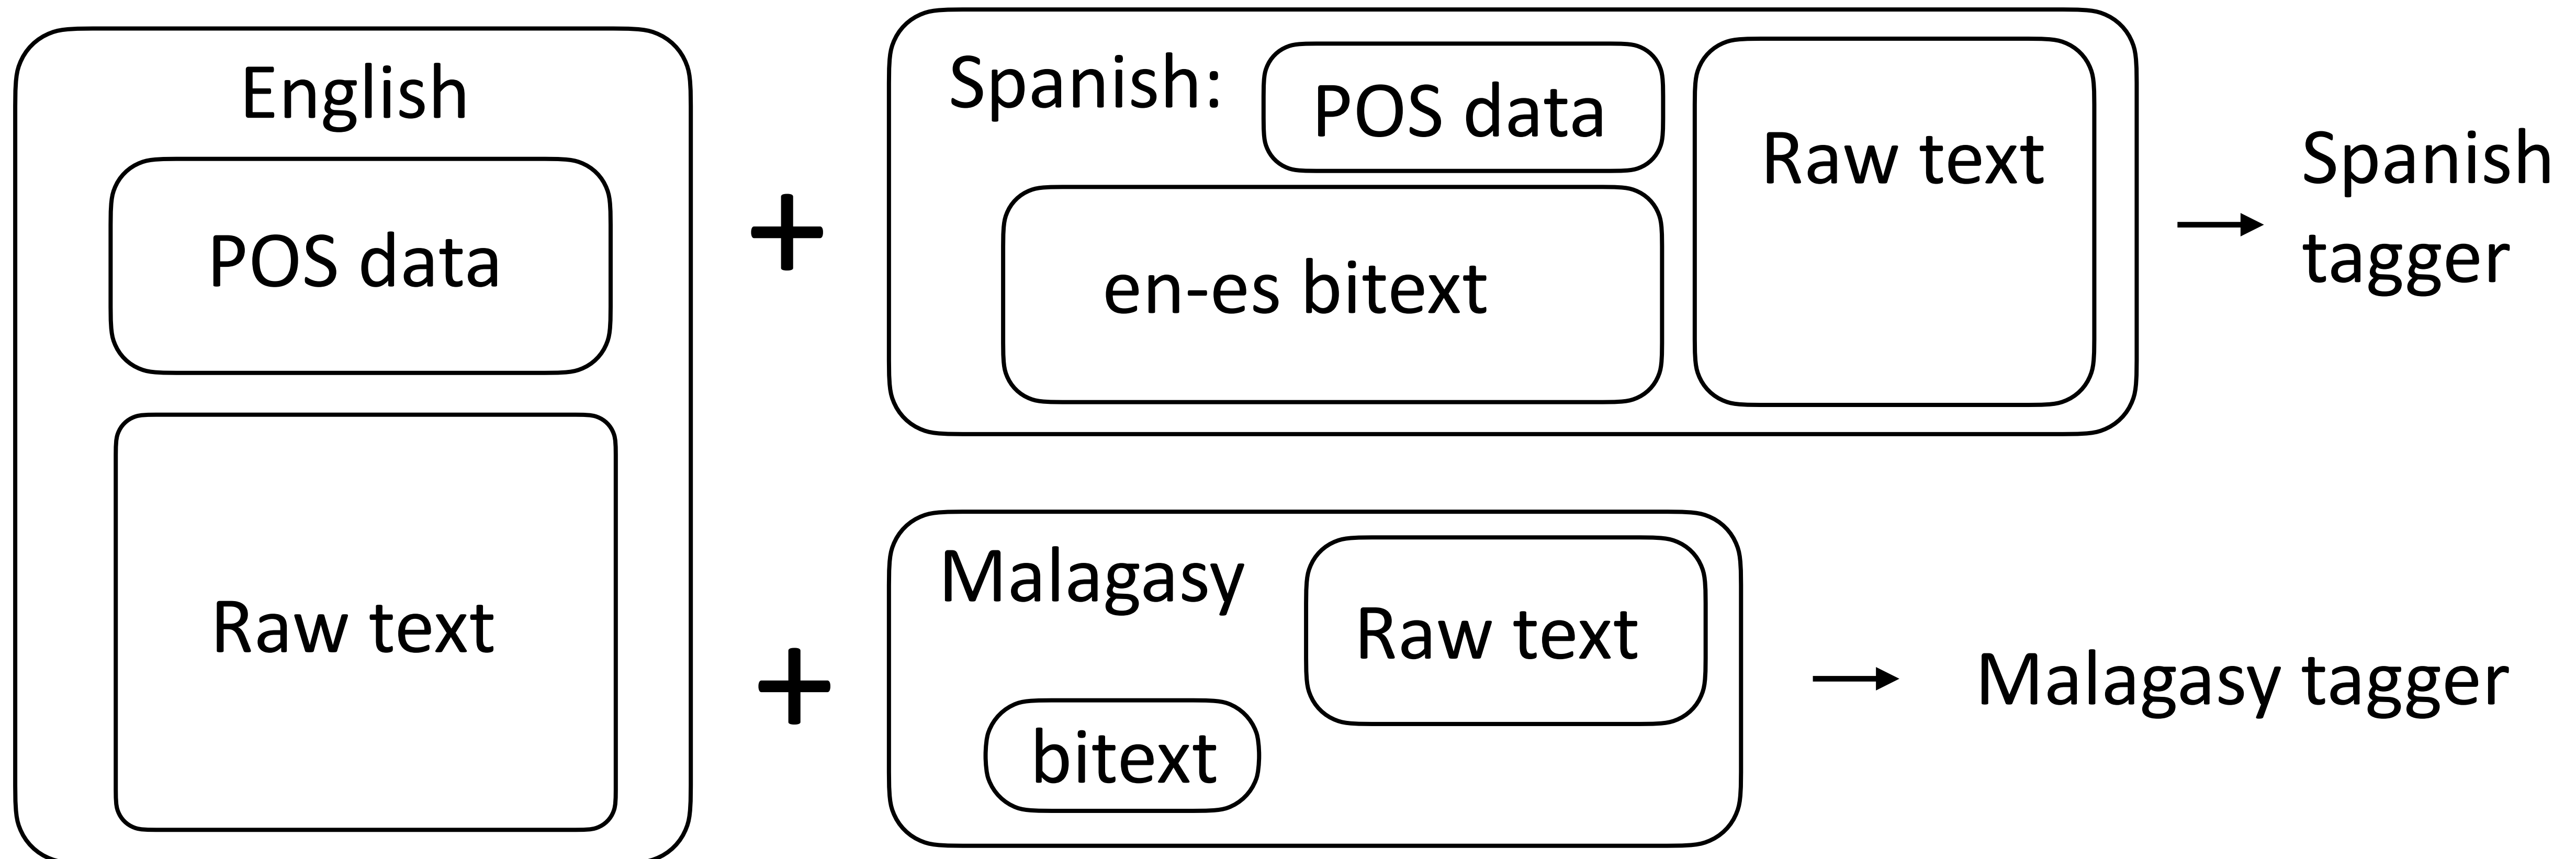 English
POS data
Raw text
+
Spanish:
POS data
en-es bitext
Raw text
Spanish
tagger
+
Malagasy
Raw text
bitext
Malagasy tagger